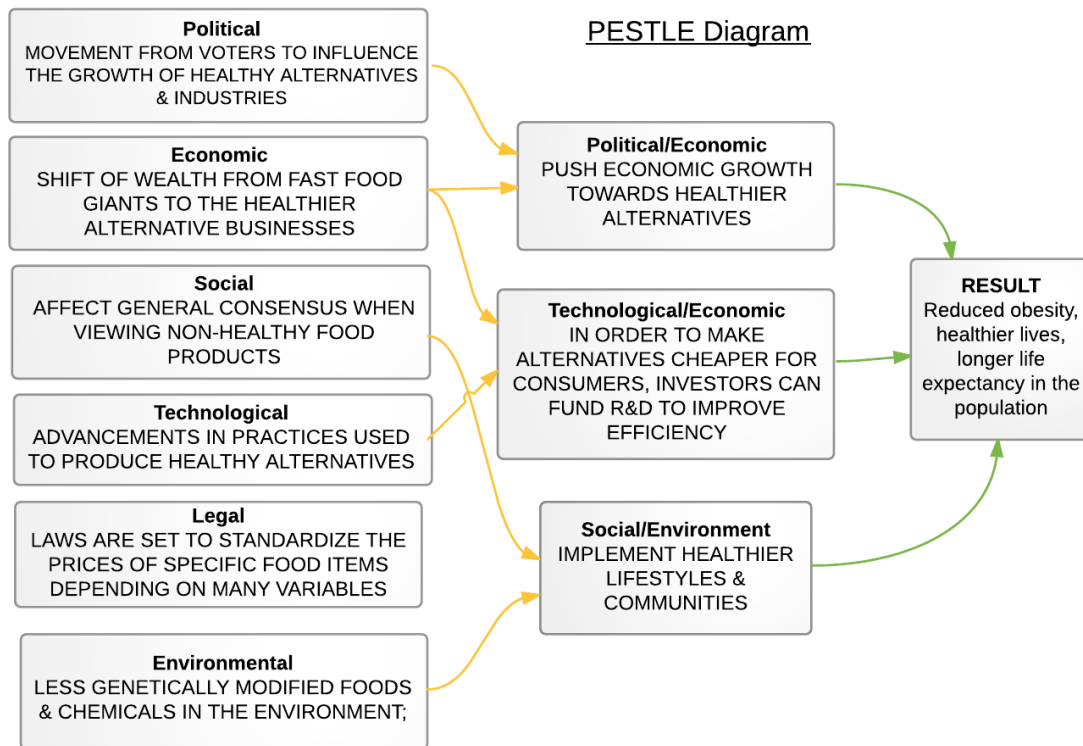 PESTLE Diagram
Political
MOVEMENT FROM VOTERS TO INFLUENCE
THE GROWTH OF HEALTHY ALTERNATIVES
& INDUSTRIES
Economic
SHIFT OF WEALTH FROM FAST FOOD
GIANTS TO THE HEALTHIER
ALTERNATIVE BUSINESSES
Social
AFFECT GENERAL CONSENSUS WHEN
VIEWING NON-HEALTHY FOOD
PRODUCTS
Technological
ADVANCEMENTS IN PRACTICES USED
TO PRODUCE HEALTHY ALTERNATIVES
Legal
LAWS ARE SET TO STANDARDIZE THE
PRICES OF SPECIFIC FOOD ITEMS
DEPENDING ON MANY VARIABLES
Environmental
LESS GENETICALLY MODIFIED FOODS
& CHEMICALS IN THE ENVIRONMENT;
Political/Economic
PUSH ECONOMIC GROWTH
TOWARDS HEALTHIER
ALTERNATIVES
Technological/Economic
IN ORDER TO MAKE
ALTERNATIVES CHEAPER FOR
CONSUMERS, INVESTORS CAN
FUND R&D TO IMPROVE
EFFICIENCY
Social/Environment
IMPLEMENT HEALTHIER
LIFESTYLES &
COMMUNITIES
RESULT
Reduced obesity,
healthier lives,
longer life
expectancy in the
population